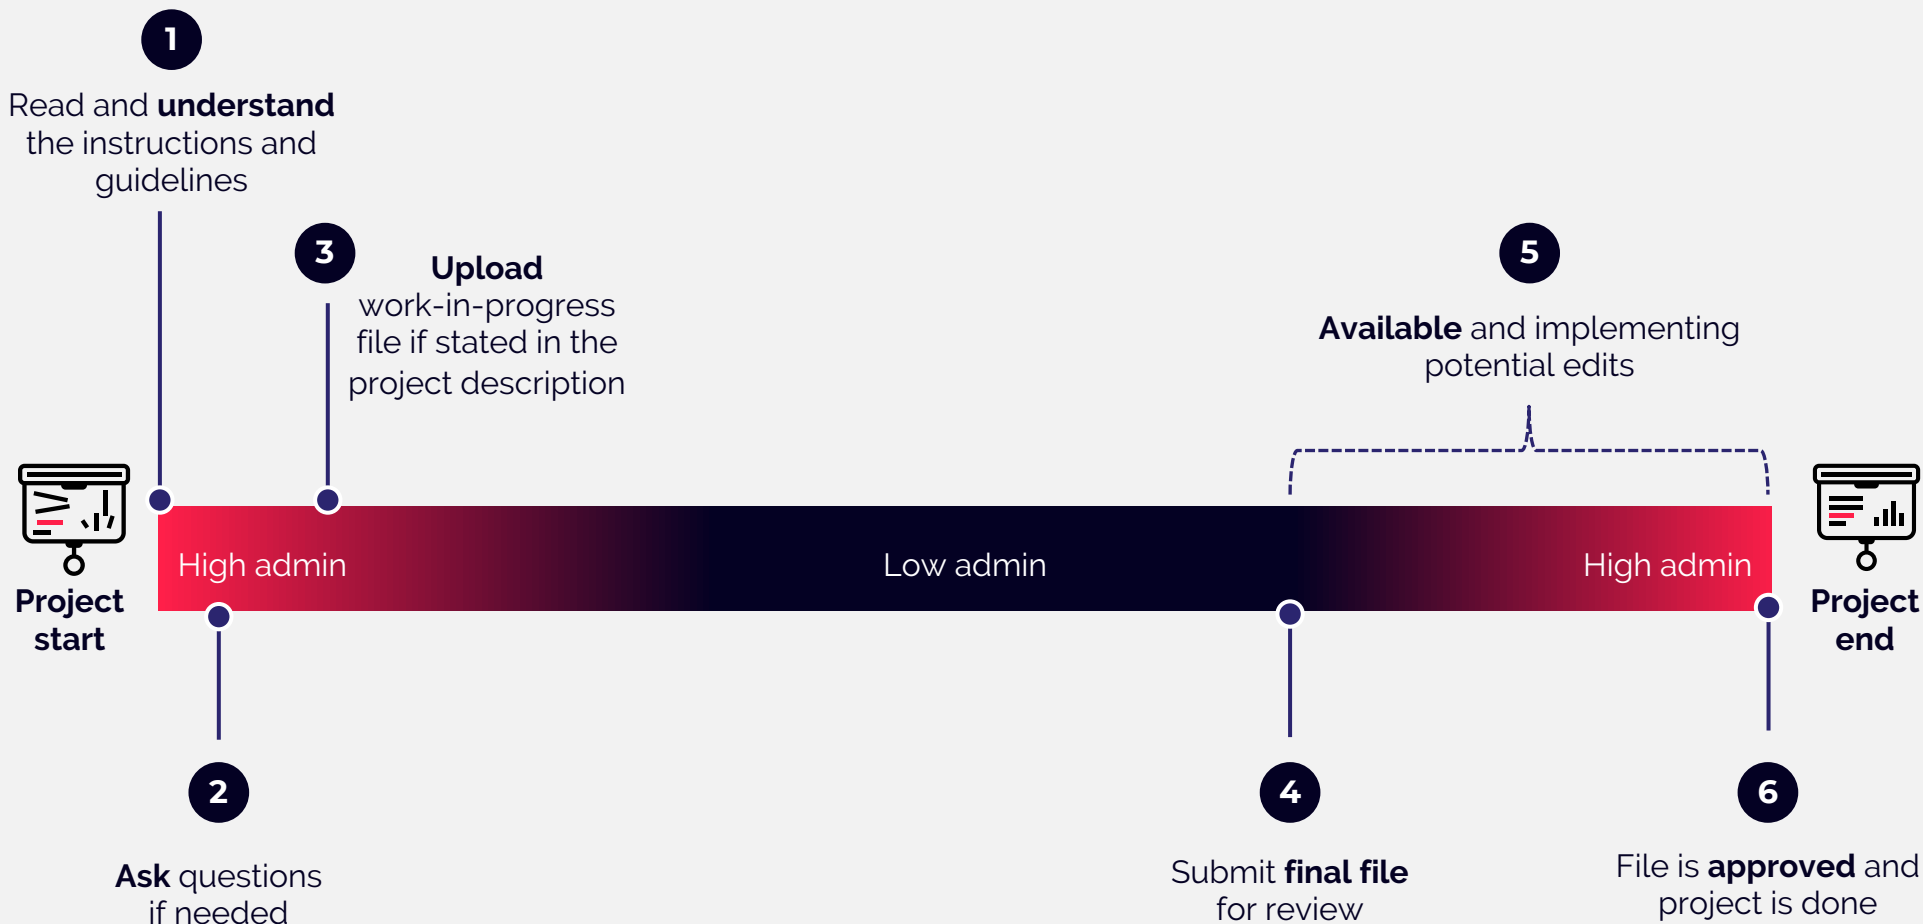 1
Read and understand
the instructions and
guidelines
3
Upload
work-in-progress
file if stated in the
project description
5
Available and implementing
potential edits
Project
start
High admin
Low admin
High admin
Project
end
2
Ask questions
if needed
4
Submit final file
for review
6
File is approved and
project is done